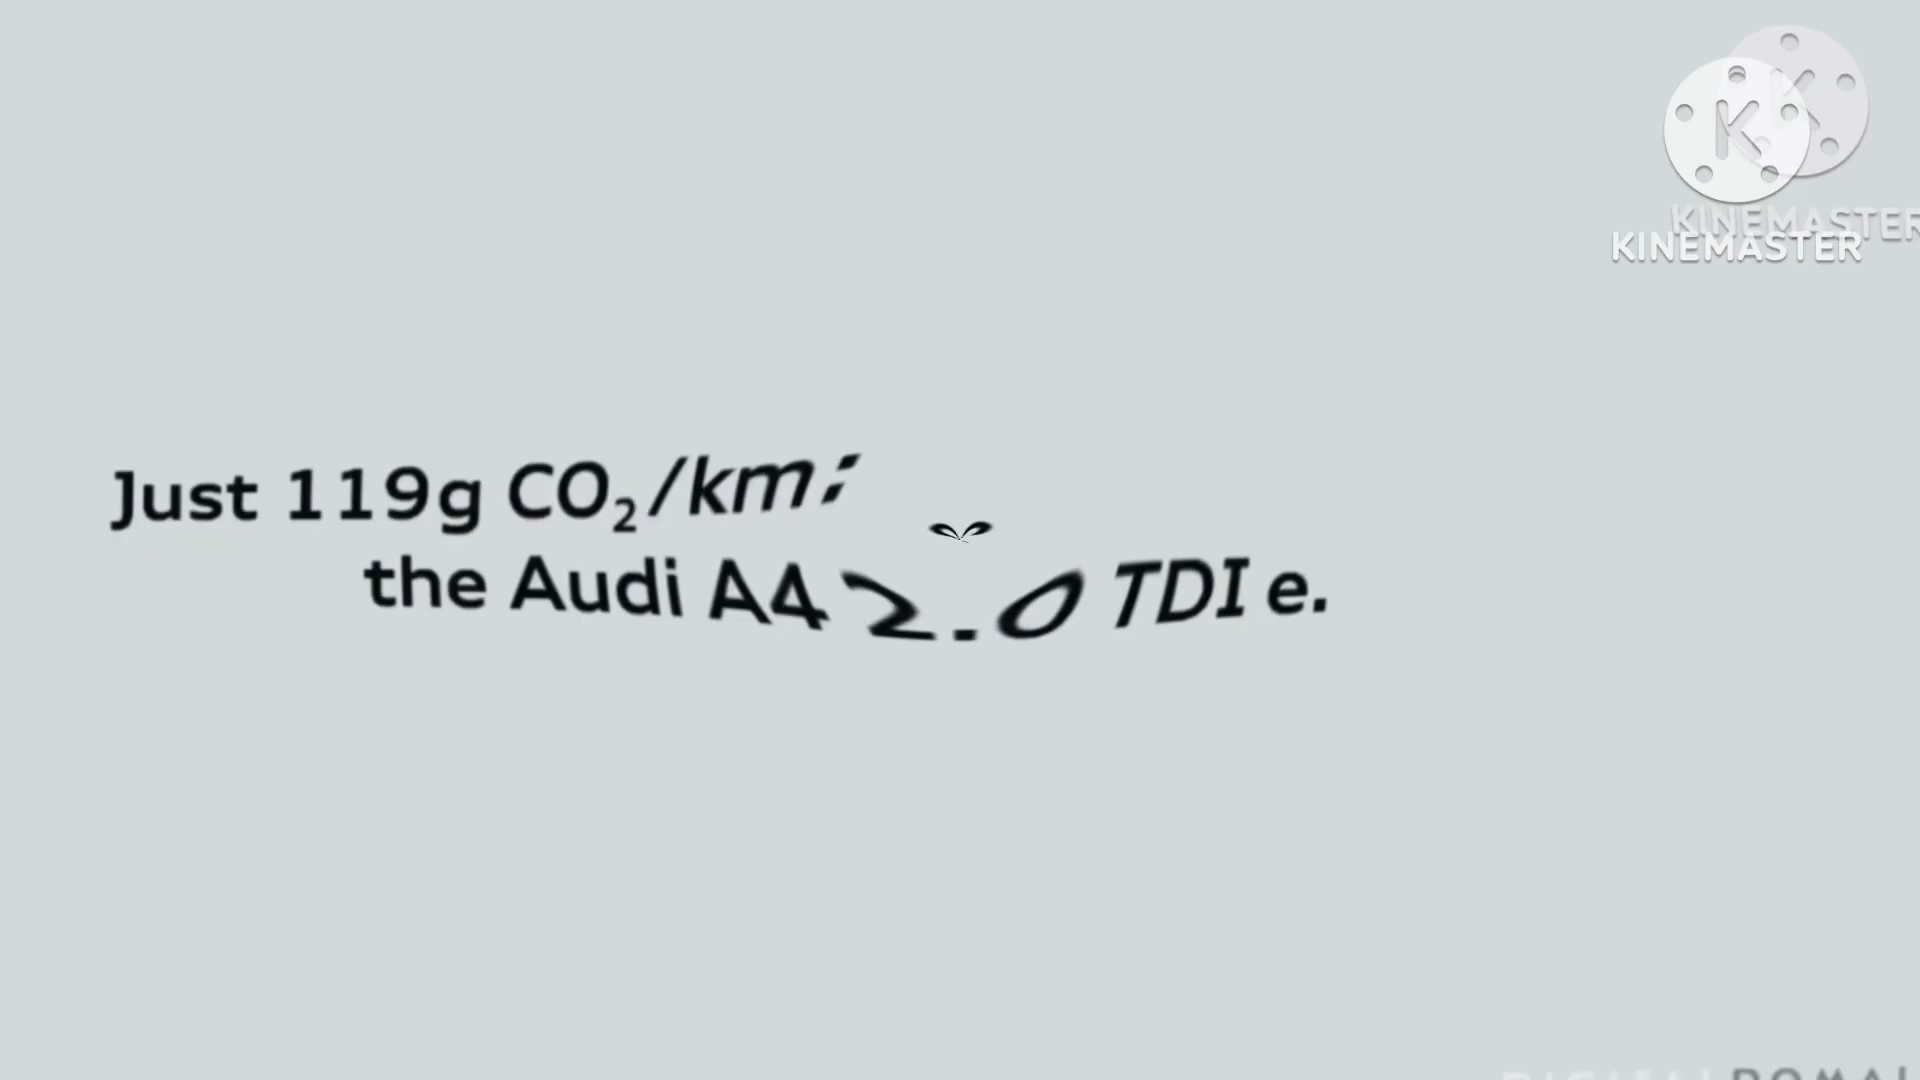 K
K
KINEMASTER
KINEMASTER
Just 119g CO₂/km:
the Audi A4 2.0 TDI e.